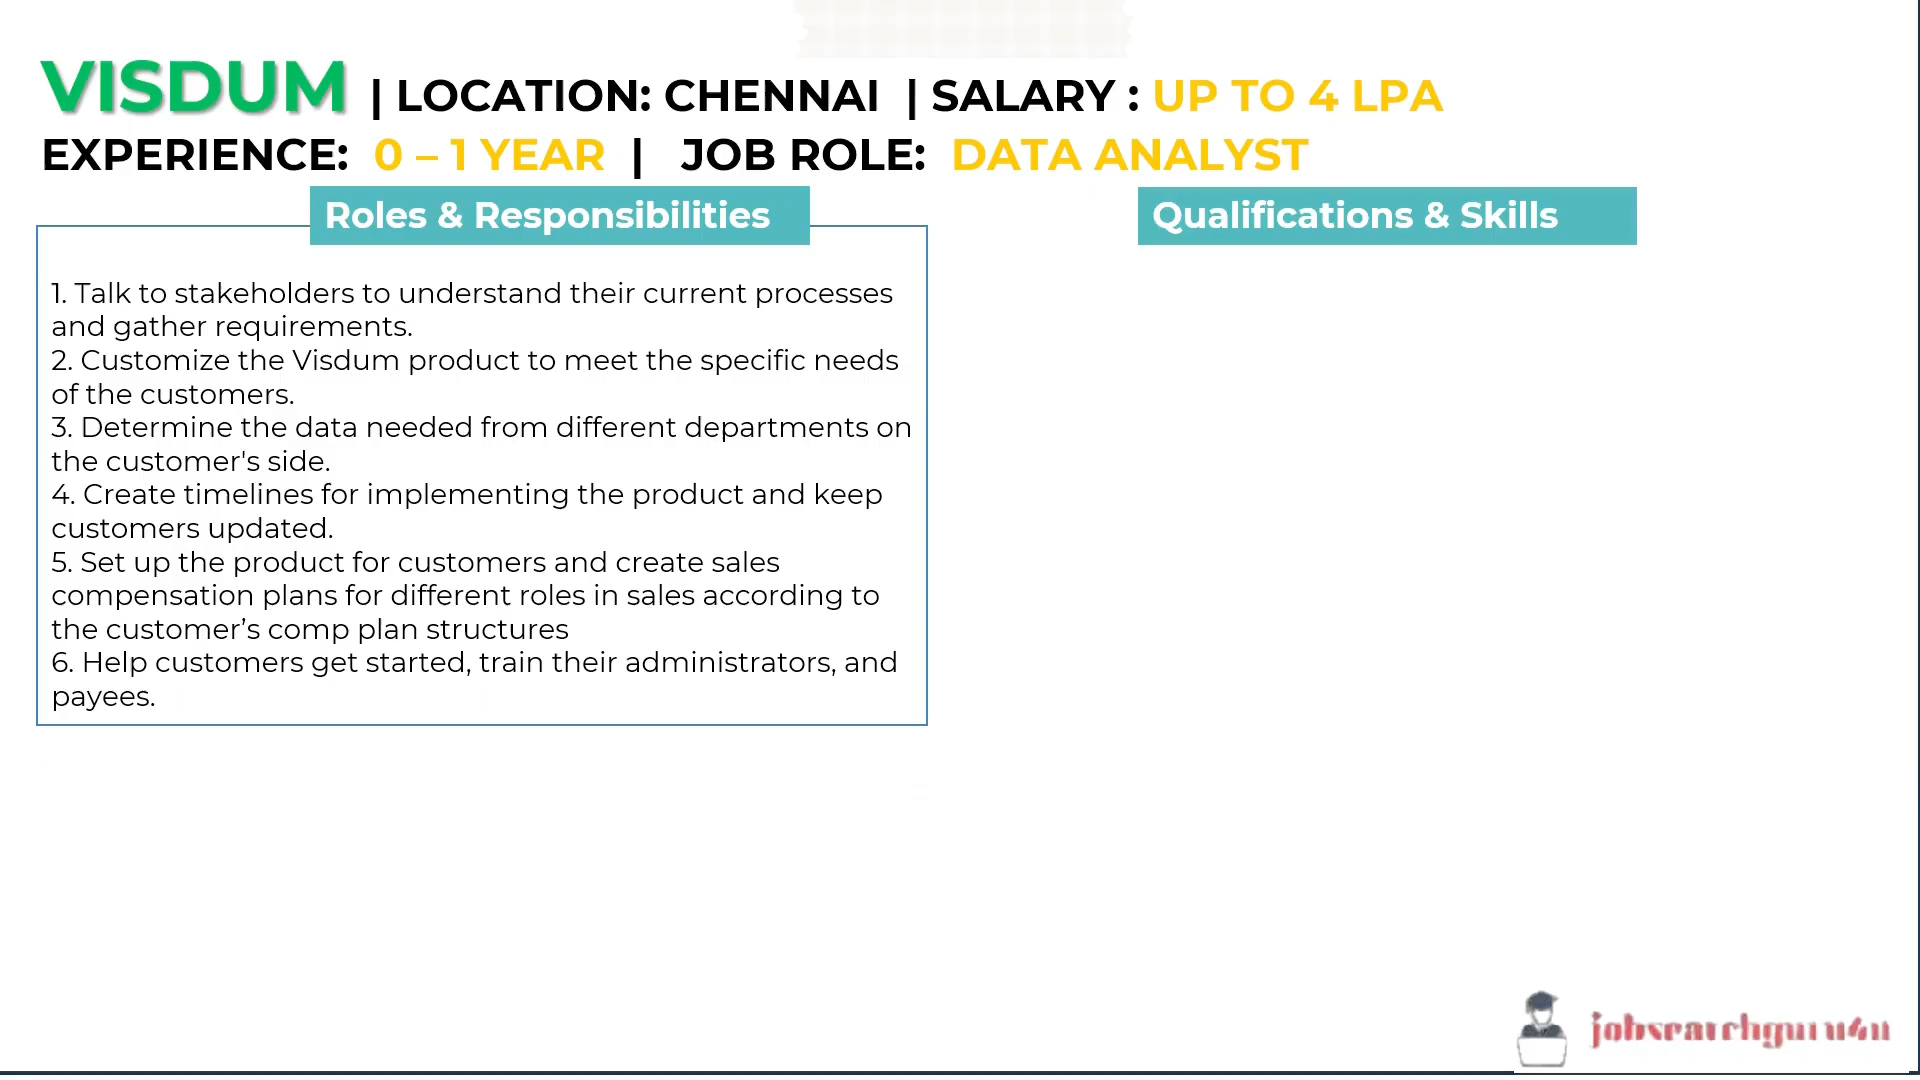 VISDUM | LOCATION: CHENNAI | SALARY : UP TO 4 LPA
EXPERIENCE: 0 – 1 YEAR | JOB ROLE: DATA ANALYST
Roles & Responsibilities
1. Talk to stakeholders to understand their current processes
and gather requirements.
2. Customize the Visdum product to meet the specific needs
of the customers.
3. Determine the data needed from different departments on
the customer's side.
4. Create timelines for implementing the product and keep
customers updated.
5. Set up the product for customers and create sales
compensation plans for different roles in sales according to
the customer’s comp plan structures
6. Help customers get started, train their administrators, and
payees.
Qualifications & Skills
jobsearchguru4u